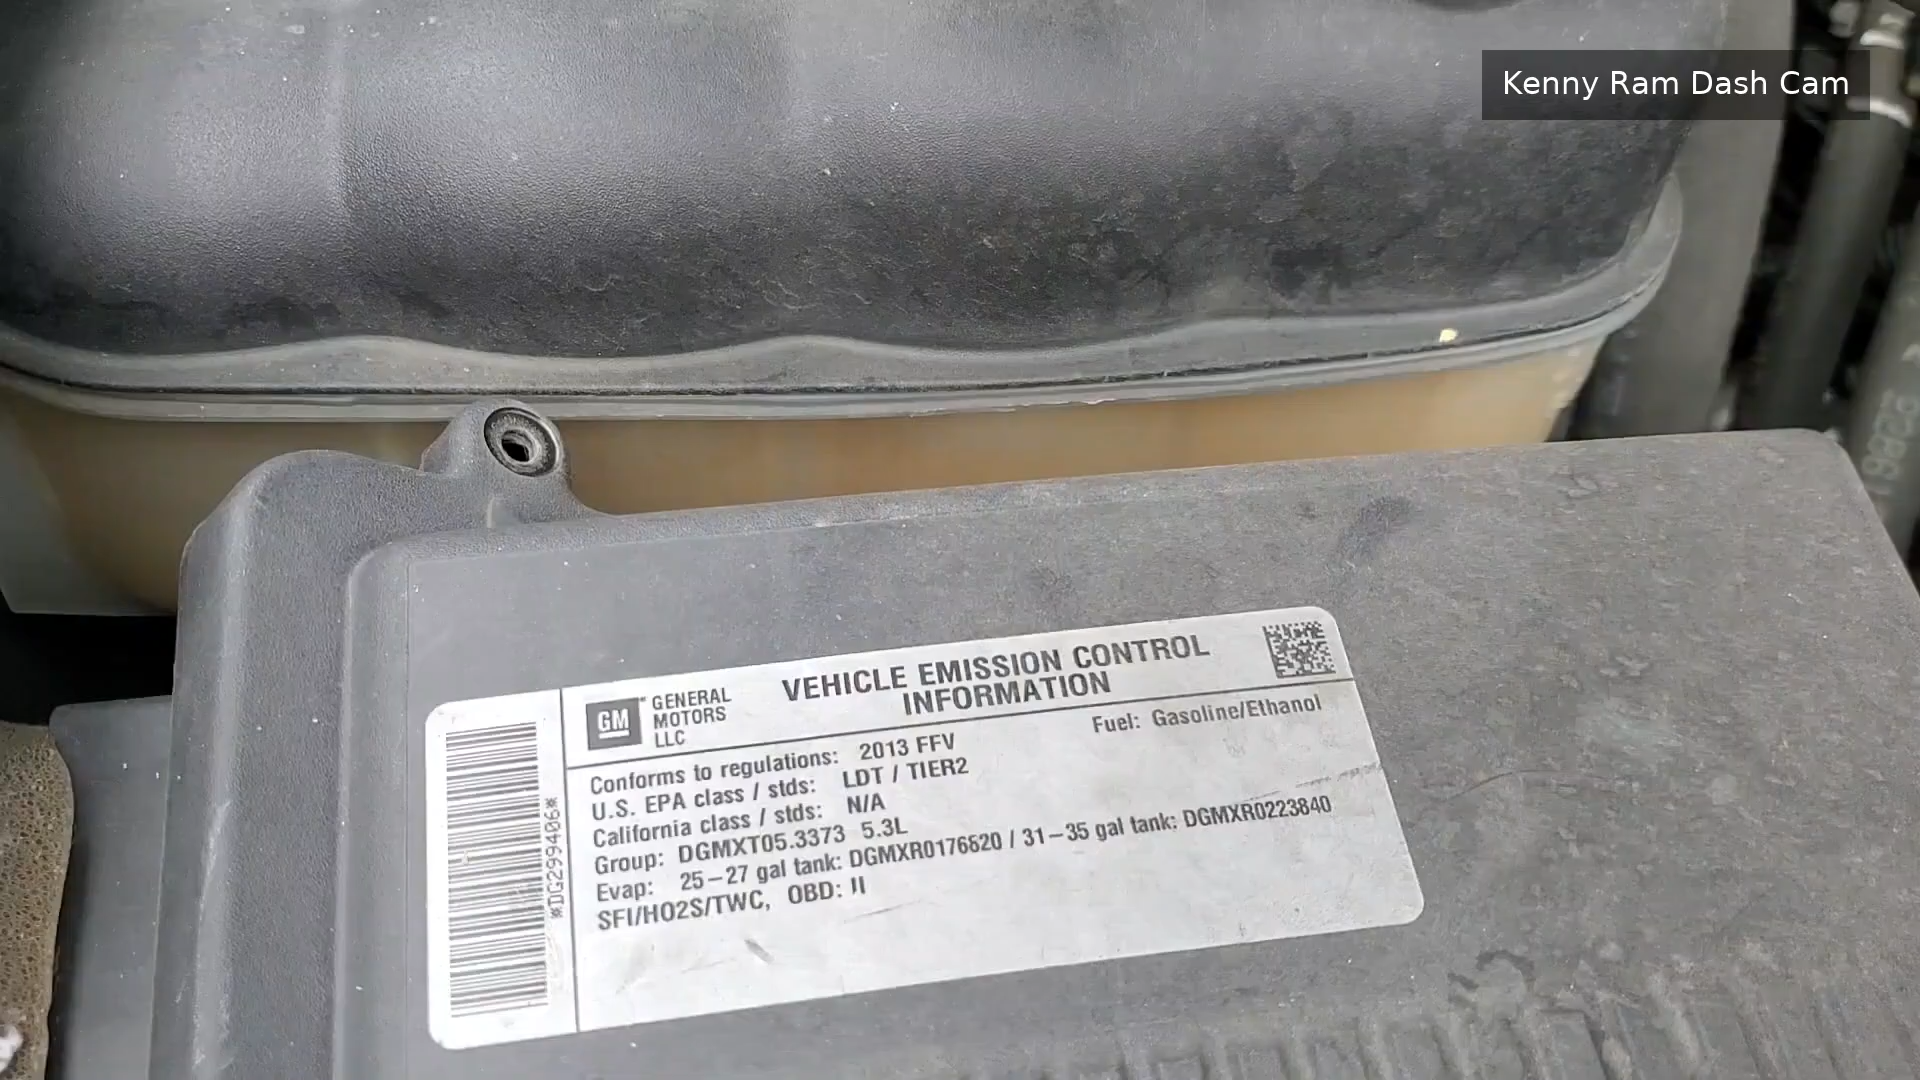 Kenny Ram Dash Cam
GM GENERAL
MOTORS
LLC
VEHICLE EMISSION CONTROL
INFORMATION
Fuel: Gasoline/Ethanol
Conforms to regulations: 2013 FFV
U.S. EPA class / stds: LDT / TIER2
California class / stds: N/A
Group: DGMXT05.3373 5.3L
Evap: 25–27 gal tank: DGMXR0176820 / 31–35 gal tank: DGMXR0223840
SFI/HO2S/TWC, OBD: II
*DG299406*